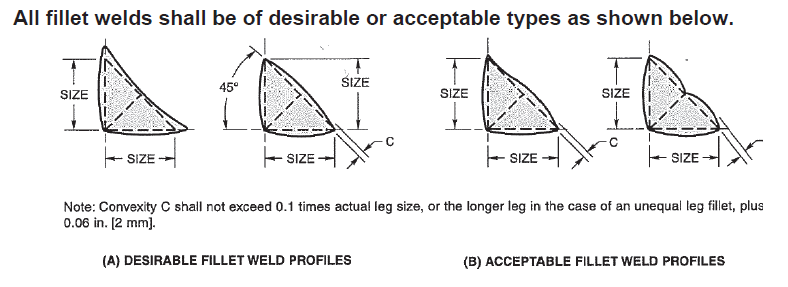 All fillet welds shall be of desirable or acceptable types as shown below.
SIZE
SIZE
45°
SIZE
SIZE
C
SIZE
SIZE
C
SIZE
SIZE
Note: Convexity C shall not exceed 0.1 times actual leg size, or the longer leg in the case of an unequal leg fillet, plus
0.06 in. [2 mm].
(A) DESIRABLE FILLET WELD PROFILES
(B) ACCEPTABLE FILLET WELD PROFILES